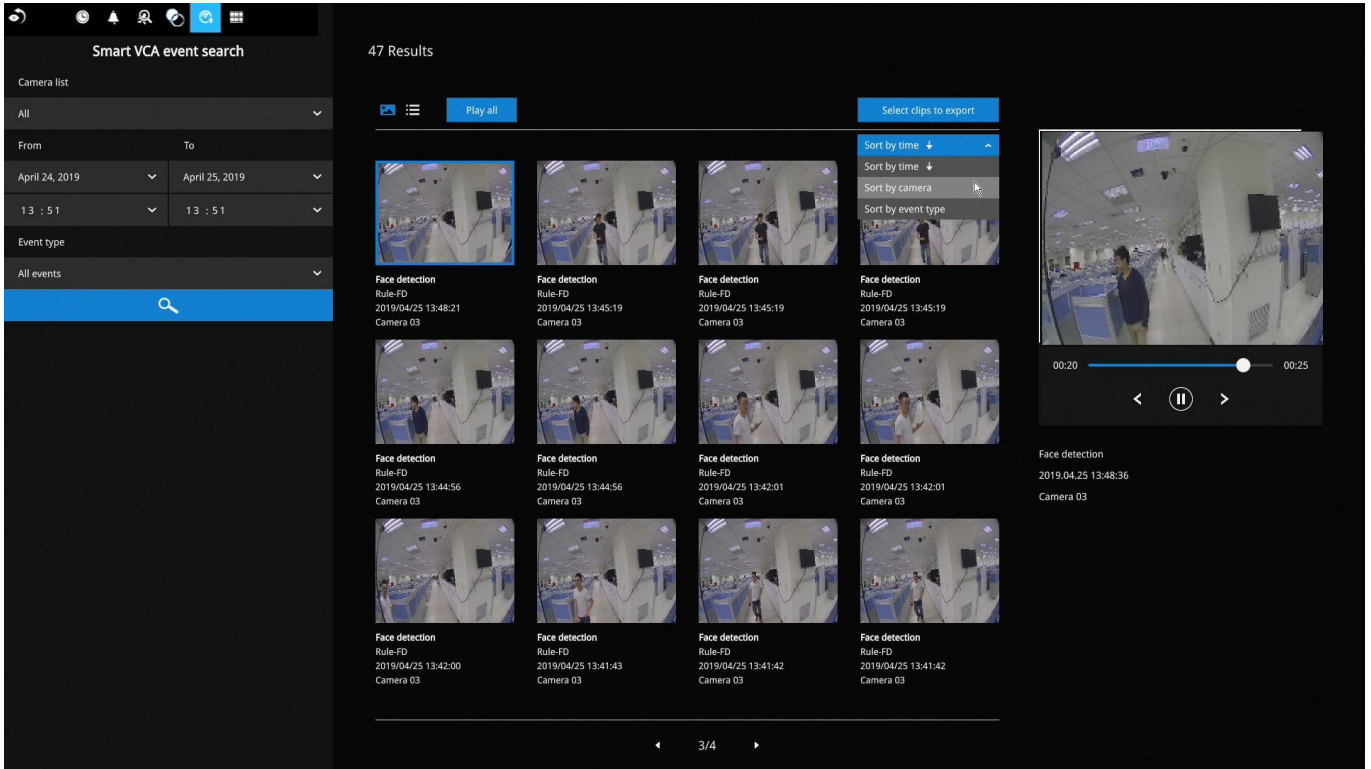 Smart VCA event search
Camera list
All
From To
April 24, 2019 April 25, 2019
13 : 51 13 : 51
Event type
All events
47 Results
Play all
Select clips to export
Sort by time
Sort by time
Sort by camera
Sort by event type
Face detection
Rule-FD
2019/04/25 13:48:21
Camera 03
Face detection
Rule-FD
2019/04/25 13:45:19
Camera 03
Face detection
Rule-FD
2019/04/25 13:45:19
Camera 03
Face detection
Rule-FD
2019/04/25 13:45:19
Camera 03
Face detection
Rule-FD
2019/04/25 13:44:56
Camera 03
Face detection
Rule-FD
2019/04/25 13:44:56
Camera 03
Face detection
Rule-FD
2019/04/25 13:42:01
Camera 03
Face detection
Rule-FD
2019/04/25 13:42:01
Camera 03
Face detection
Rule-FD
2019/04/25 13:42:00
Camera 03
Face detection
Rule-FD
2019/04/25 13:41:43
Camera 03
Face detection
Rule-FD
2019/04/25 13:41:42
Camera 03
Face detection
Rule-FD
2019/04/25 13:41:42
Camera 03
3/4
00:20 00:25
Face detection
2019.04.25 13:48:36
Camera 03